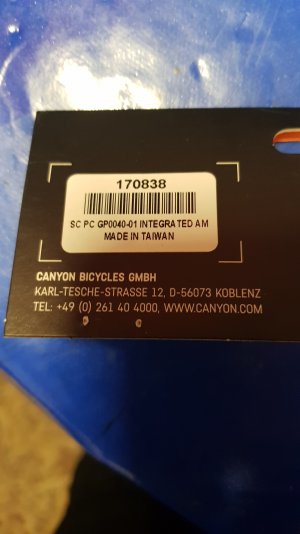 170838
SC PC GP0040-01 INTEGRATED AM
MADE IN TAIWAN
CANYON BICYCLES GMBH
KARL-TESCHE-STRASSE 12, D-56073 KOBLENZ
TEL: +49 (0) 261 40 4000, WWW.CANYON.COM